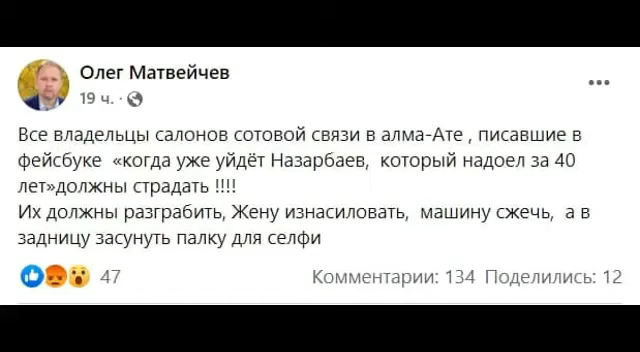 Олег Матвейчев
19 ч. ·
Все владельцы салонов сотовой связи в алма-Ате , писавшие в
фейсбуке «когда уже уйдёт Назарбаев, который надоел за 40
лет»должны страдать !!!!
Их должны разграбить, Жену изнасиловать, машину сжечь, а в
задницу засунуть палку для селфи
47 Комментарии: 134 Поделились: 12